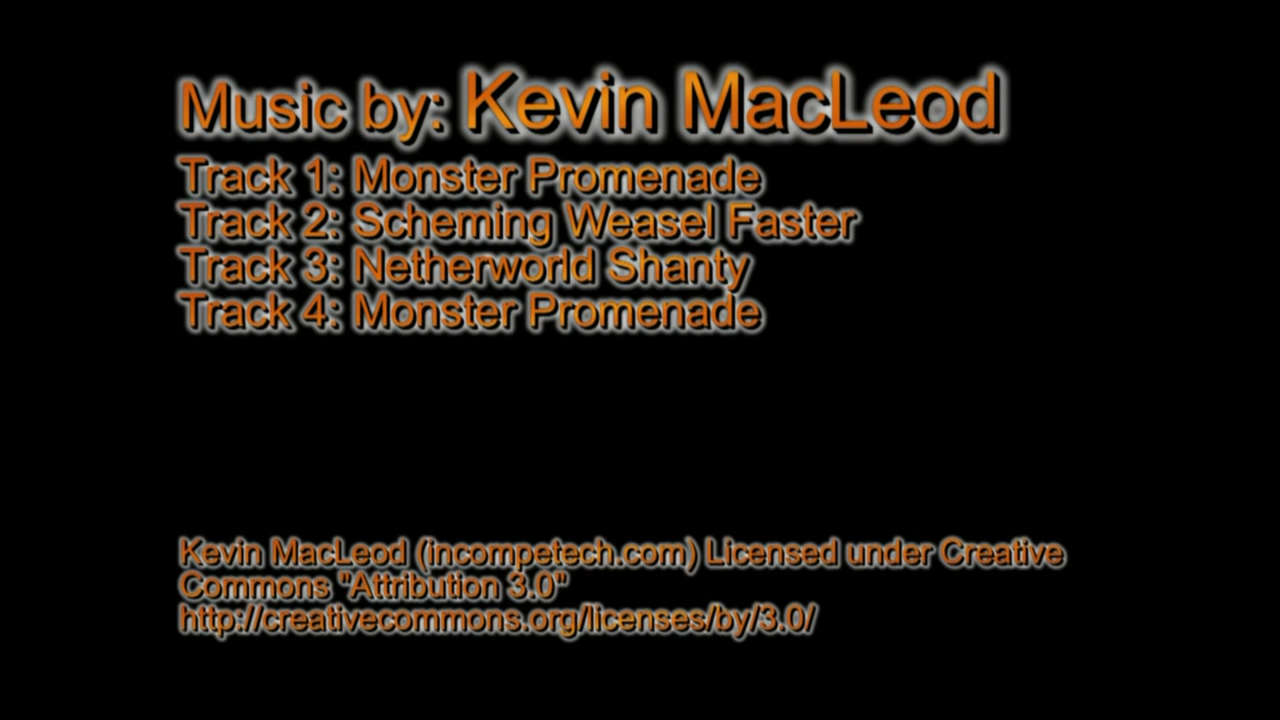 Music by: Kevin MacLeod
Track 1: Monster Promenade
Track 2: Scheming Weasel Faster
Track 3: Netherworld Shanty
Track 4: Monster Promenade
Kevin MacLeod (incompetech.com) Licensed under Creative
Commons "Attribution 3.0"
http://creativecommons.org/licenses/by/3.0/